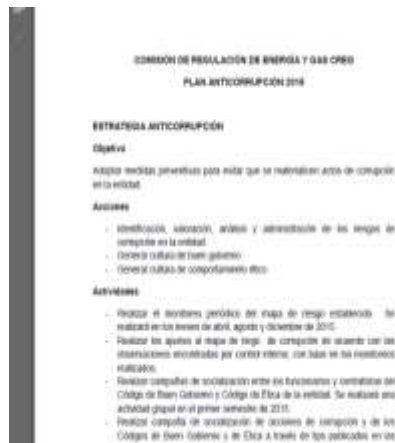 COMISIÓN DE REGULACIÓN DE ENERGÍA Y GAS CREG
PLAN ANTICORRUPCIÓN 2015
ESTRATEGIA ANTICORRUPCIÓN
Objetivo
Adoptar medidas preventivas para evitar que se materialicen actos de corrupción
en la entidad.
Acciones
- Identificación, valoración, análisis y administración de los riesgos de
corrupción en la entidad
- Generar cultura de buen gobierno
- Generar cultura de comportamiento ético
Actividades
- Realizar el monitoreo periódico del mapa de riesgo establecido. Se
realizará en los meses de abril, agosto y diciembre de 2015.
- Realizar los ajustes al mapa de riesgo de corrupción de acuerdo con las
observaciones encontradas por control interno, con base en los monitoreos
realizados.
- Realizar campañas de socialización entre los funcionarios y contratistas del
Código de Buen Gobierno y Código de Ética de la entidad. Se realizará una
actividad grupal en el primer semestre de 2015.
- Realizar campaña de socialización de acciones de corrupción y de los
Códigos de Buen Gobierno y de Ética a través de tips publicados en las